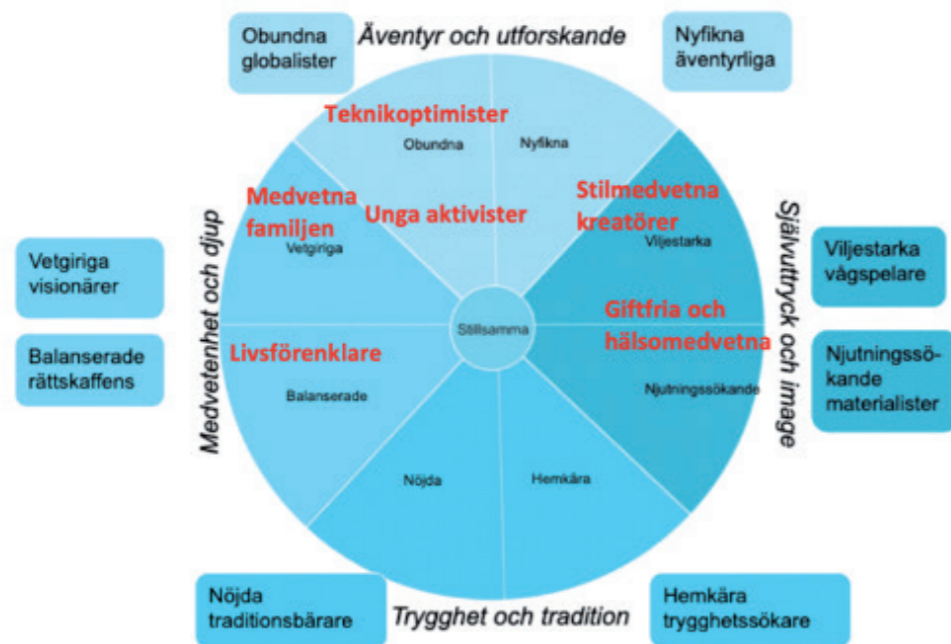 Obundna
globalister
Äventyr och utforskande
Nyfikna
äventyrliga
Teknikoptimister
Obundna
Nyfikna
Medvetna
familjen
Vetgiriga
Unga aktivister
Stilmedvetna
kreatörer
Viljestarka
Medvetenhet och djup
Självuttryck och image
Vetgiriga
visionärer
Viljestarka
vågspelare
Balanserade
rättskaffens
Livsförenklare
Balanserade
Stillsamma
Giftfria och
hälsomedvetna
Njutningssökande
Njutningssö-
kande
materialister
Nöjda
Hemkära
Nöjda
traditionsbärare
Trygghet och tradition
Hemkära
trygghetssökare